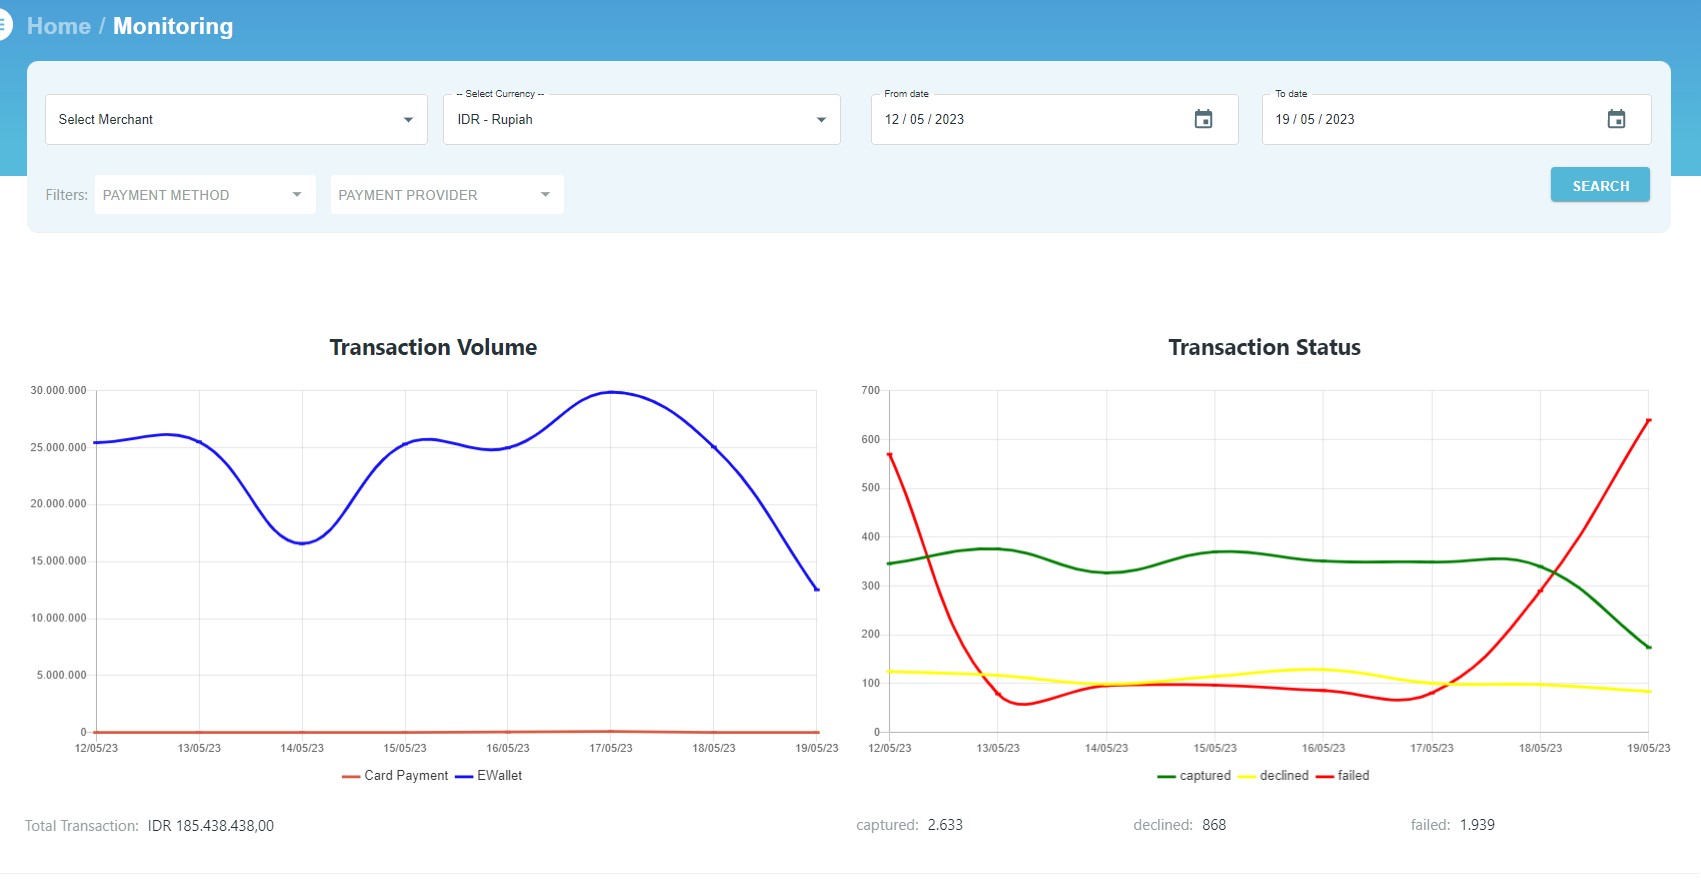 Home / Monitoring
Select Merchant
-- Select Currency --
IDR - Rupiah
From date
12 / 05 / 2023
To date
19 / 05 / 2023
Filters: PAYMENT METHOD PAYMENT PROVIDER
SEARCH
Transaction Volume
30.000.000
25.000.000
20.000.000
15.000.000
10.000.000
5.000.000
0
12/05/23 13/05/23 14/05/23 15/05/23 16/05/23 17/05/23 18/05/23 19/05/23
Card Payment EWallet
Total Transaction: IDR 185.438.438,00
Transaction Status
700
600
500
400
300
200
100
0
12/05/23 13/05/23 14/05/23 15/05/23 16/05/23 17/05/23 18/05/23 19/05/23
captured declined failed
captured: 2.633 declined: 868 failed: 1.939